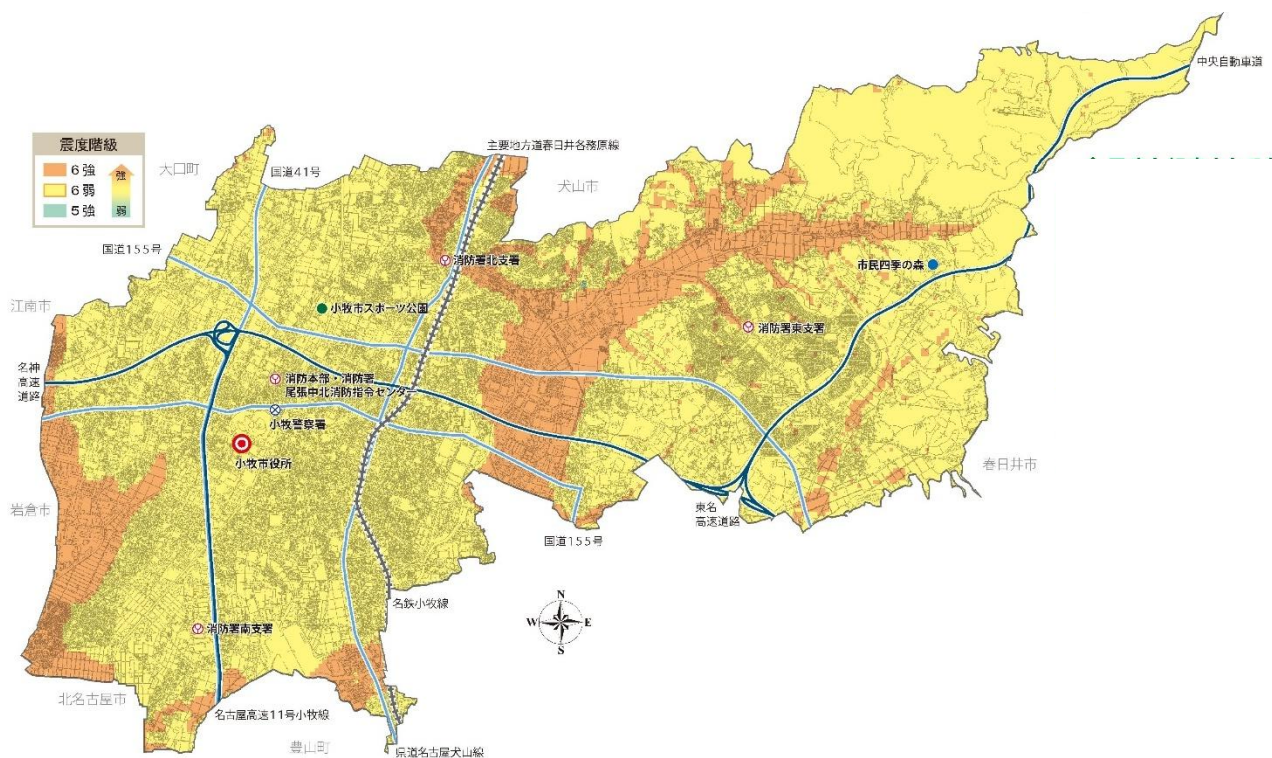 中央自動車道
震度階級
6強
6弱
5強
強
弱
大口町
国道41号
主要地方道春日井各務原線
犬山市
国道155号
消防署北支署
市民四季の森
江南市
小牧市スポーツ公園
消防署東支署
名神
高速
道路
消防本部・消防署
尾張中北消防指令センター
小牧警察署
小牧市役所
春日井市
岩倉市
東名
高速道路
国道155号
名鉄小牧線
N
W
E
S
消防署南支署
北名古屋市
名古屋高速11号小牧線
豊山町
県道名古屋犬山線